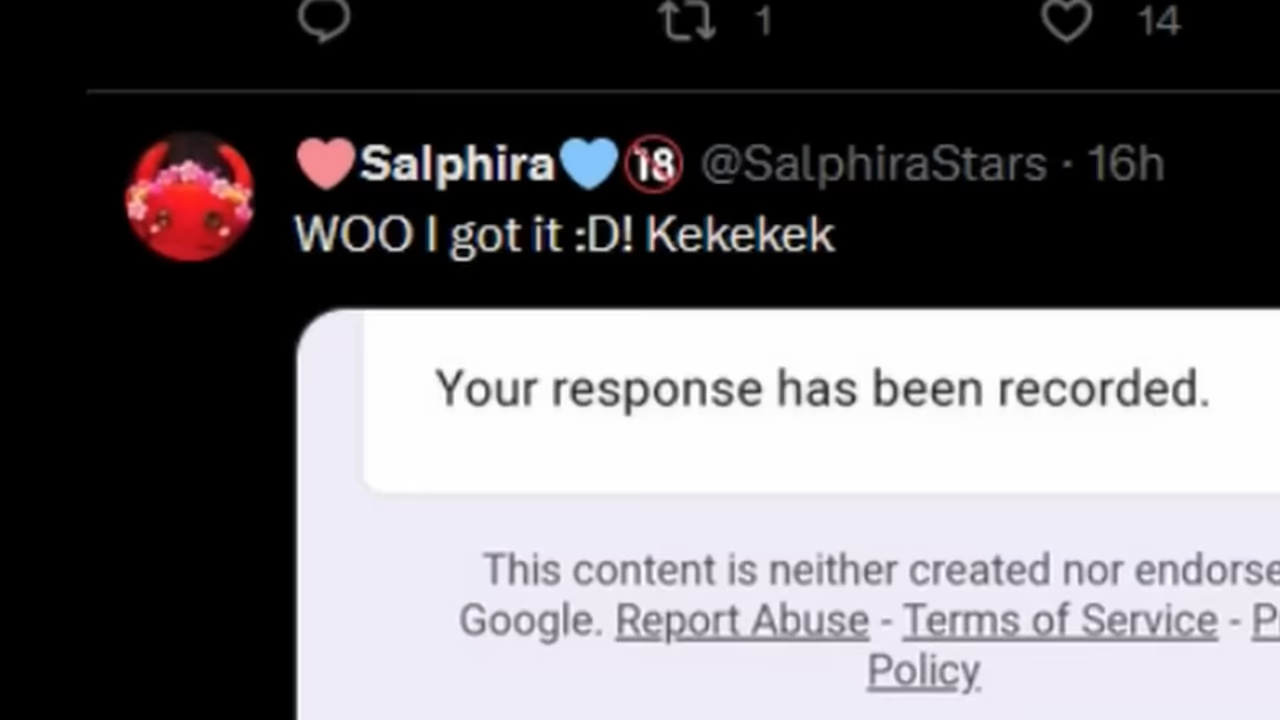 1 14
🩷Salphira🩵🔞 @SalphiraStars · 16h
WOO I got it :D! Kekekek
Your response has been recorded.
This content is neither created nor endorse
Google. Report Abuse - Terms of Service - P
Policy